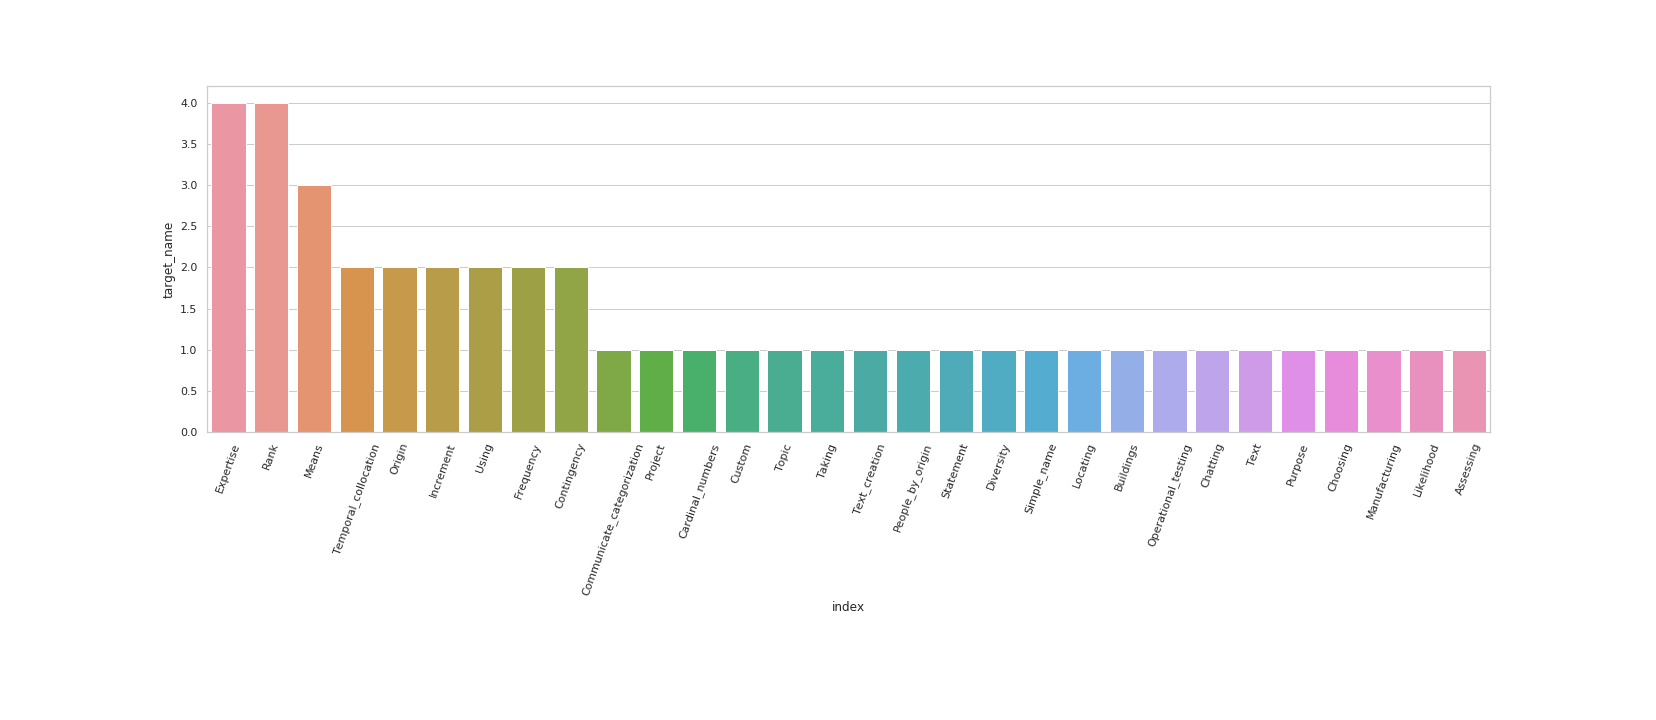 4.0
3.5
3.0
2.5
2.0
1.5
1.0
0.5
0.0
target_name
Expertise
Rank
Means
Temporal_collocation
Origin
Increment
Using
Frequency
Contingency
Communicate_categorization
Project
Cardinal_numbers
Custom
Topic
Taking
Text_creation
People_by_origin
Statement
Diversity
Simple_name
Locating
Buildings
Operational_testing
Chatting
Text
Purpose
Choosing
Manufacturing
Likelihood
Assessing
index